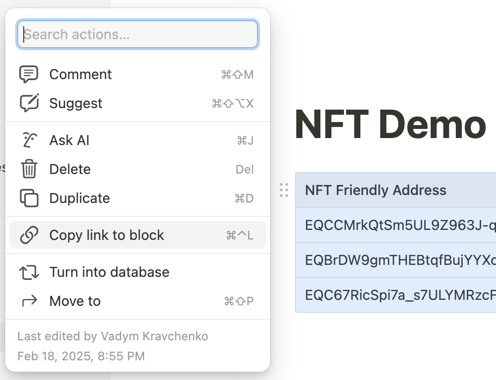 Search actions...
Comment ⌘⇧M
Suggest ⌘⇧⌥X
Ask AI ⌘J
Delete Del
Duplicate ⌘D
Copy link to block ⌘^L
Turn into database
Move to ⌘⇧P
Last edited by Vadym Kravchenko
Feb 18, 2025, 8:55 PM
NFT Demo
NFT Friendly Address
EQCCMrkQtSm5UL9Z963J-q
EQBrDW9gmTHEBtqfBujYYX
EQC67RicSpi7a_s7ULYMRzcF